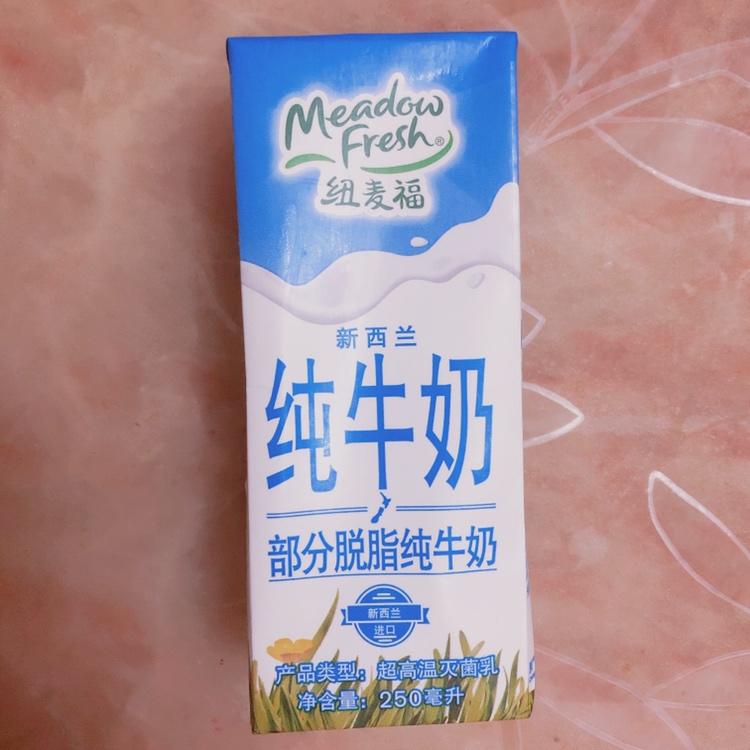 Meadow
Fresh®
纽麦福
新西兰
纯牛奶
部分脱脂纯牛奶
新西兰
进口
产品类型：超高温灭菌乳
净含量：250毫升